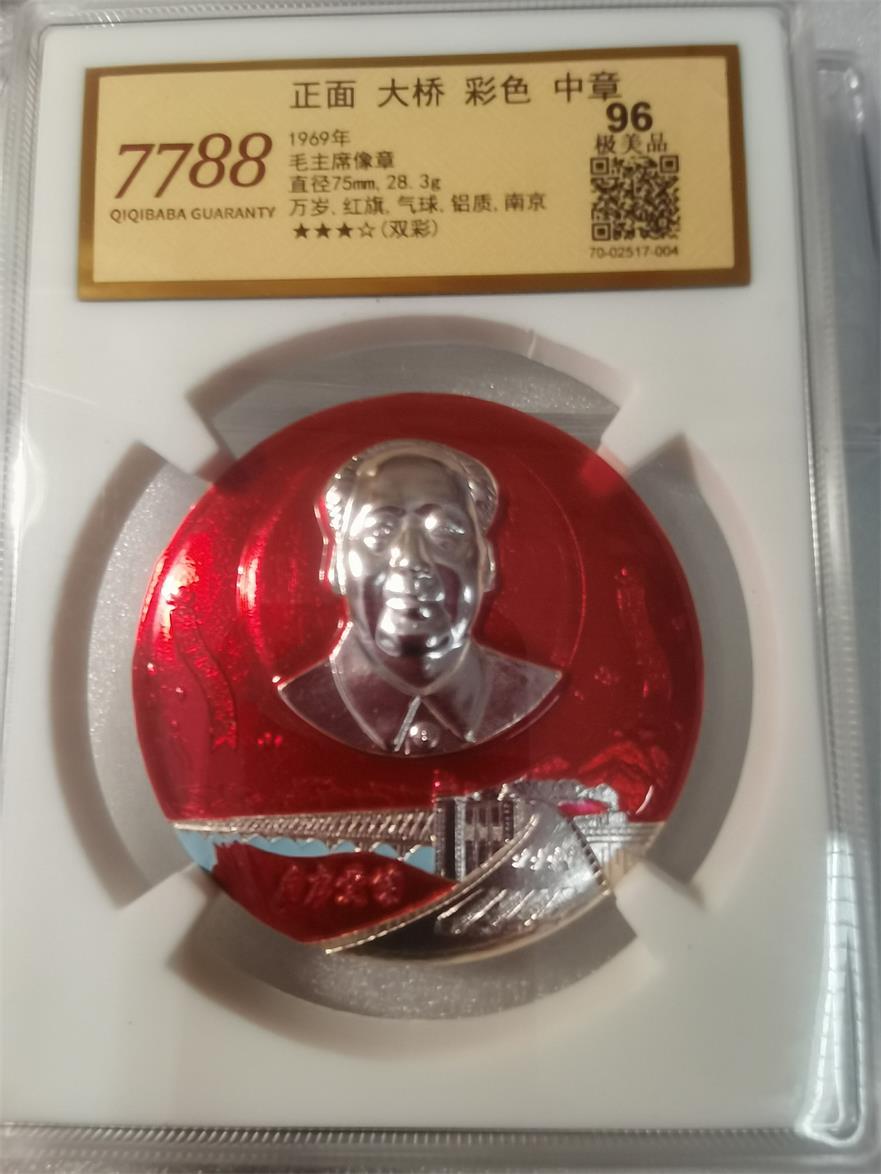 正面 大桥 彩色 中章
96
极美品
7788
QIQIBABA GUARANTY
1969年
毛主席像章
直径75mm, 28.3g
万岁, 红旗, 气球, 铝质, 南京
★★★☆(双彩)
70-02517-004